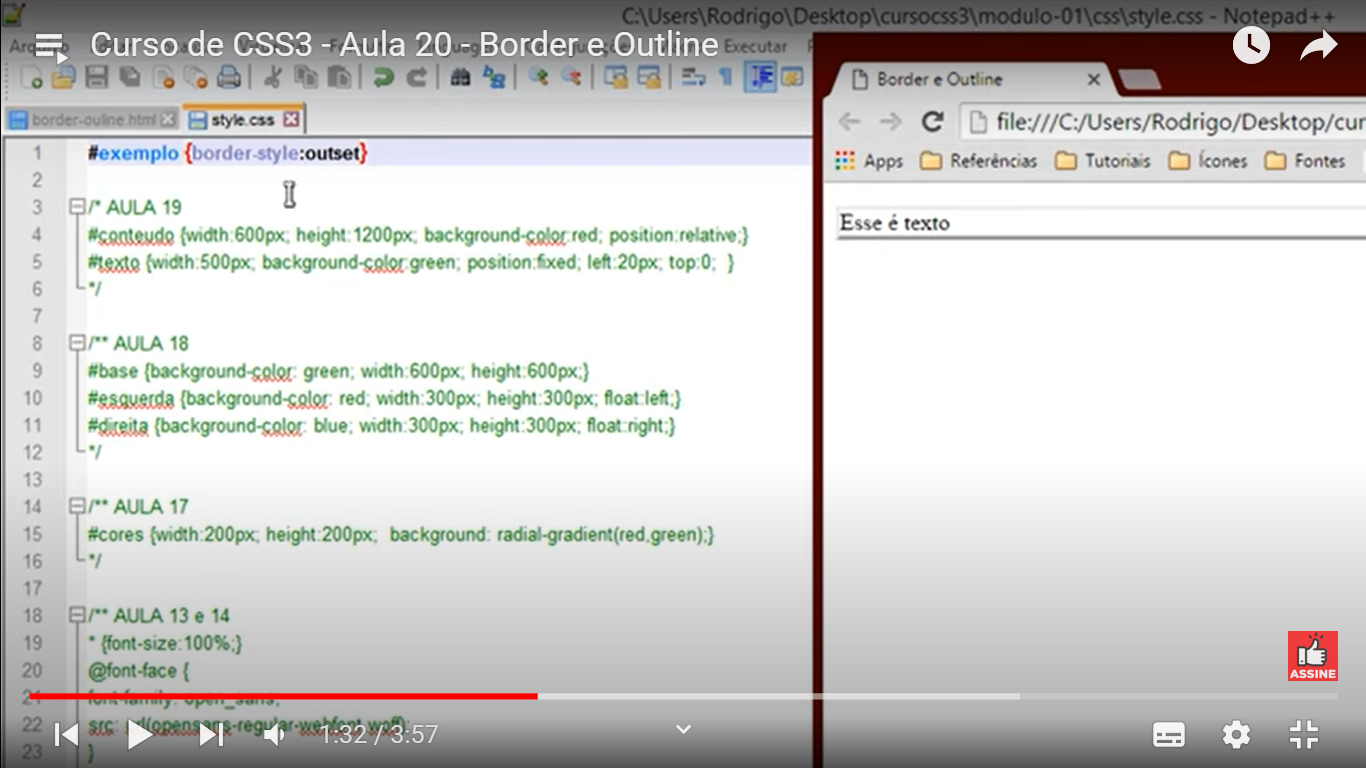 C:\Users\Rodrigo\Desktop\cursocss3\modulo-01\css\style.css - Notepad++
Curso de CSS3 - Aula 20 - Border e Outline
Executar
border-ouline.html
style.css
Border e Outline
file:///C:/Users/Rodrigo/Desktop/cur
Apps Referências Tutoriais Ícones Fontes
Esse é texto
1 #exemplo {border-style:outset}
2
3 /* AULA 19
4 #conteudo {width:600px; height:1200px; background-color:red; position:relative;}
5 #texto {width:500px; background-color:green; position:fixed; left:20px; top:0; }
6 */
7
8 /** AULA 18
9 #base {background-color: green; width:600px; height:600px;}
10 #esquerda {background-color: red; width:300px; height:300px; float:left;}
11 #direita {background-color: blue; width:300px; height:300px; float:right;}
12 */
13
14 /** AULA 17
15 #cores {width:200px; height:200px; background: radial-gradient(red,green);}
16 */
17
18 /** AULA 13 e 14
19 * {font-size:100%;}
20 @font-face {
21 font-family: open_sans;
22 src: url(opensans-regular-webfont.woff);
23 }
ASSINE
1:32 / 3:57